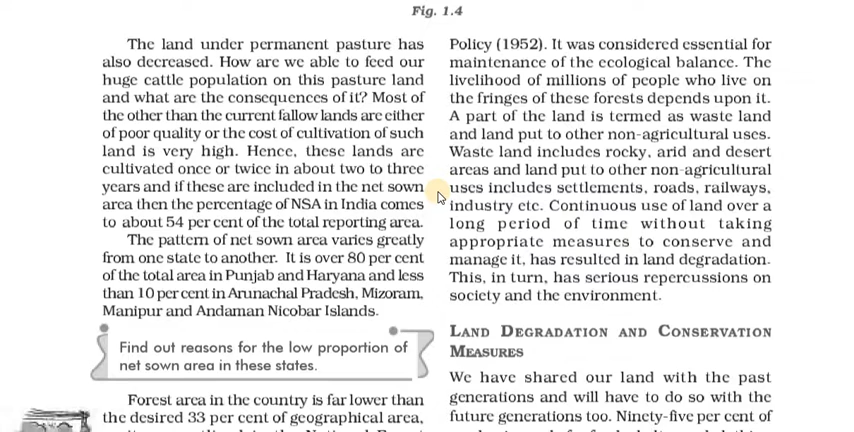 Fig. 1.4
The land under permanent pasture has
also decreased. How are we able to feed our
huge cattle population on this pasture land
and what are the consequences of it? Most of
the other than the current fallow lands are either
of poor quality or the cost of cultivation of such
land is very high. Hence, these lands are
cultivated once or twice in about two to three
years and if these are included in the net sown
area then the percentage of NSA in India comes
to about 54 per cent of the total reporting area.
The pattern of net sown area varies greatly
from one state to another. It is over 80 per cent
of the total area in Punjab and Haryana and less
than 10 per cent in Arunachal Pradesh, Mizoram,
Manipur and Andaman Nicobar Islands.
Find out reasons for the low proportion of
net sown area in these states.
Forest area in the country is far lower than
the desired 33 per cent of geographical area,
Policy (1952). It was considered essential for
maintenance of the ecological balance. The
livelihood of millions of people who live on
the fringes of these forests depends upon it.
A part of the land is termed as waste land
and land put to other non-agricultural uses.
Waste land includes rocky, arid and desert
areas and land put to other non-agricultural
uses includes settlements, roads, railways,
industry etc. Continuous use of land over a
long period of time without taking
appropriate measures to conserve and
manage it, has resulted in land degradation.
This, in turn, has serious repercussions on
society and the environment.
LAND DEGRADATION AND CONSERVATION
MEASURES
We have shared our land with the past
generations and will have to do so with the
future generations too. Ninety-five per cent of